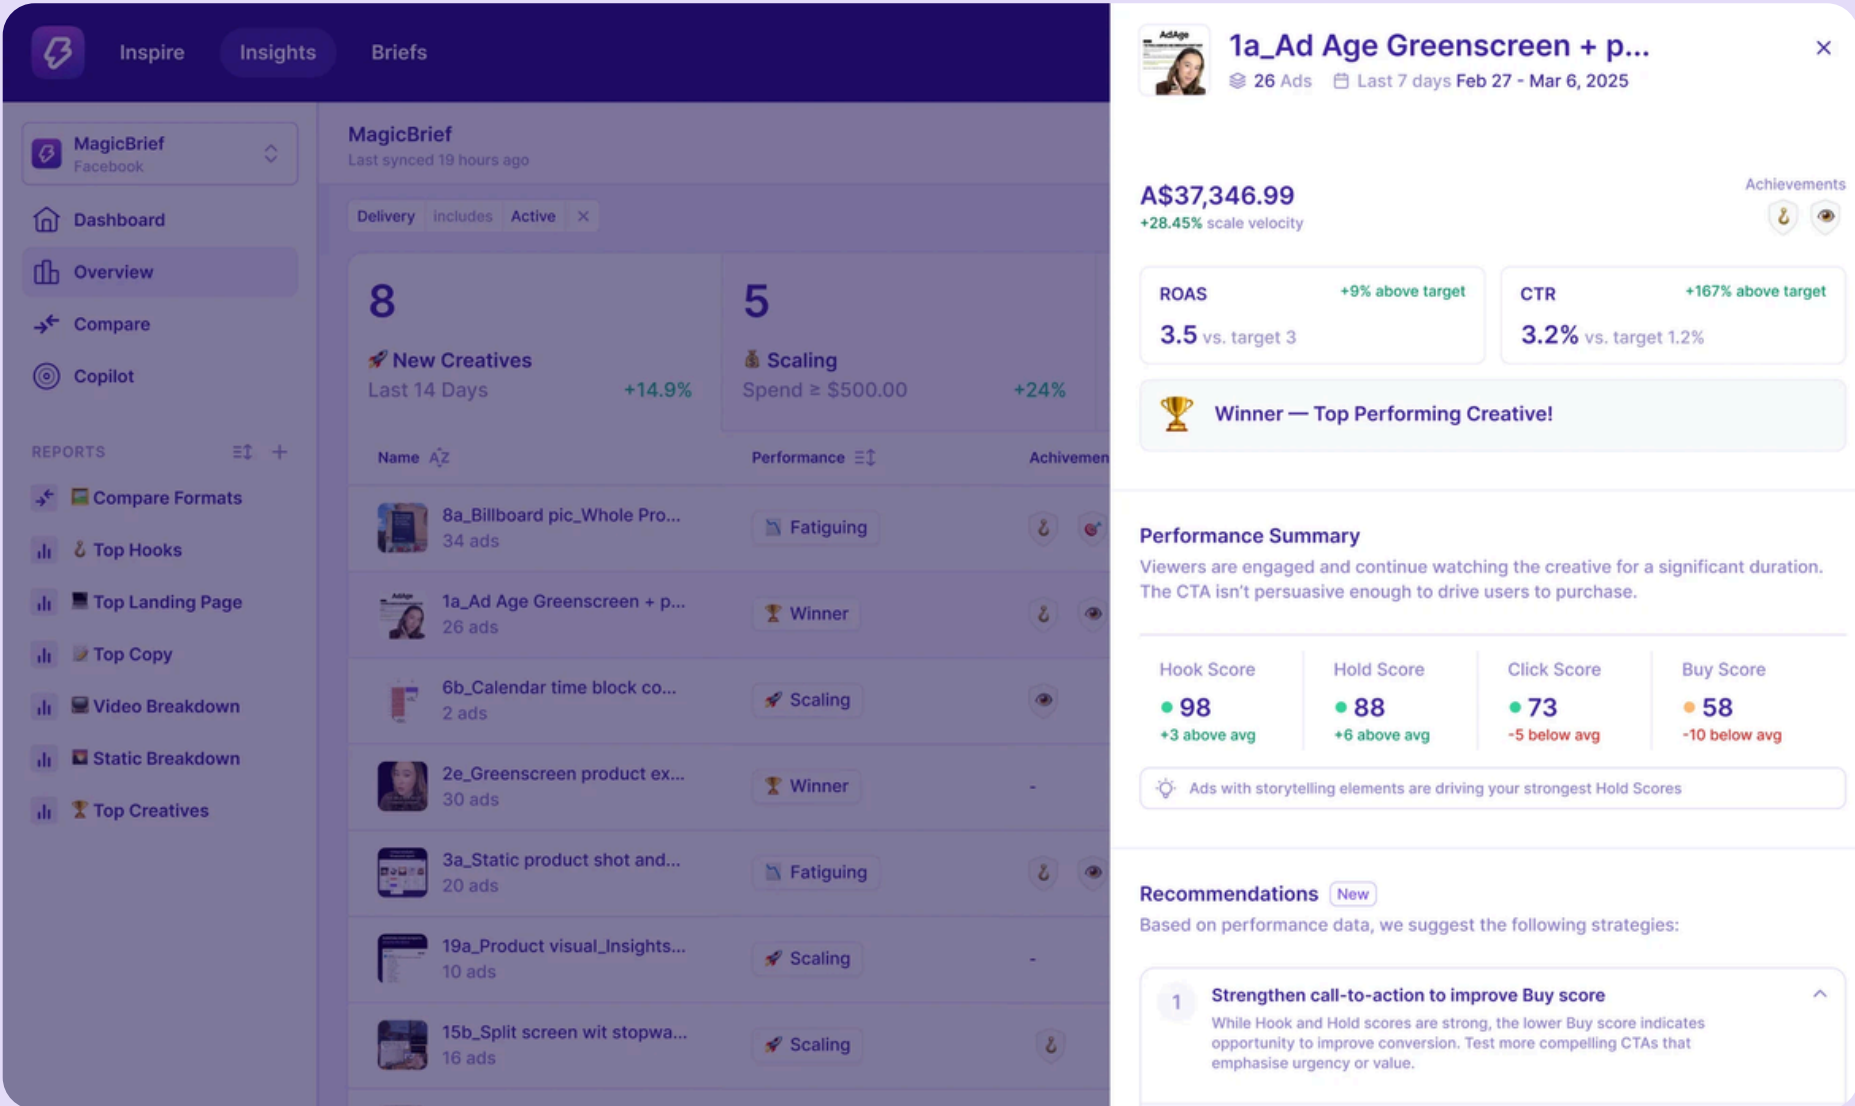 Inspire
Insights
Briefs
MagicBrief
Facebook
Dashboard
Overview
Compare
Copilot
REPORTS
Compare Formats
Top Hooks
Top Landing Page
Top Copy
Video Breakdown
Static Breakdown
Top Creatives
MagicBrief
Last synced 19 hours ago
Delivery includes Active
8
New Creatives
Last 14 Days +14.9%
5
Scaling
Spend ≥ $500.00 +24%
Name Performance Achivemen
8a_Billboard pic_Whole Pro...
34 ads
Fatiguing
1a_Ad Age Greenscreen + p...
26 ads
Winner
6b_Calendar time block co...
2 ads
Scaling
2e_Greenscreen product ex...
30 ads
Winner
-
3a_Static product shot and...
20 ads
Fatiguing
19a_Product visual_Insights...
10 ads
Scaling
-
15b_Split screen wit stopwa...
16 ads
Scaling
AdAge
1a_Ad Age Greenscreen + p...
26 Ads Last 7 days Feb 27 - Mar 6, 2025
A$37,346.99
+28.45% scale velocity
Achievements
ROAS +9% above target
3.5 vs. target 3
CTR +167% above target
3.2% vs. target 1.2%
Winner — Top Performing Creative!
Performance Summary
Viewers are engaged and continue watching the creative for a significant duration.
The CTA isn't persuasive enough to drive users to purchase.
Hook Score
98
+3 above avg
Hold Score
88
+6 above avg
Click Score
73
-5 below avg
Buy Score
58
-10 below avg
Ads with storytelling elements are driving your strongest Hold Scores
Recommendations New
Based on performance data, we suggest the following strategies:
1
Strengthen call-to-action to improve Buy score
While Hook and Hold scores are strong, the lower Buy score indicates
opportunity to improve conversion. Test more compelling CTAs that
emphasise urgency or value.